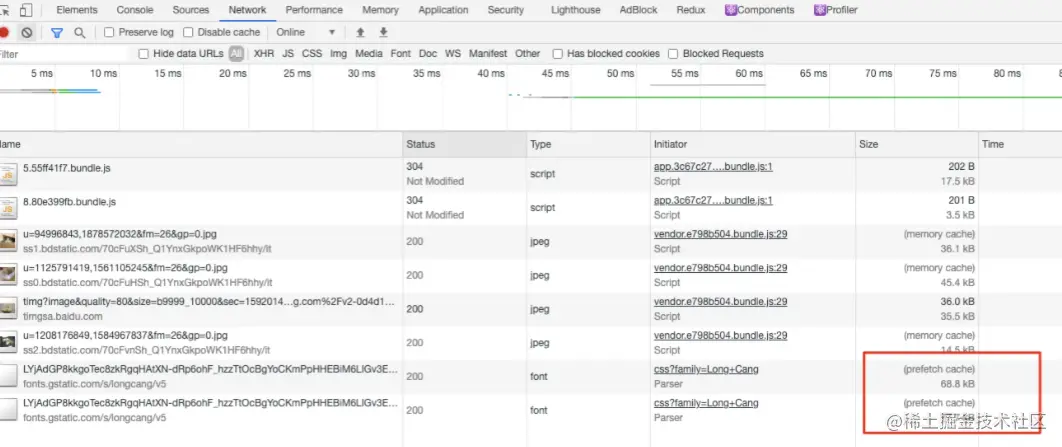 Elements Console Sources Network Performance Memory Application Security Lighthouse AdBlock Redux Components Profiler
Preserve log Disable cache Online
Filter Hide data URLs All XHR JS CSS Img Media Font Doc WS Manifest Other Has blocked cookies Blocked Requests
5 ms 10 ms 15 ms 20 ms 25 ms 30 ms 35 ms 40 ms 45 ms 55 ms 60 ms 65 ms 70 ms 75 ms 80 ms
ame Status Type Initiator Size Time
5.55ff41f7.bundle.js 304 script app.3c67c27….bundle.js:1 202 B
Not Modified Script 17.5 kB
8.80e399fb.bundle.js 304 script app.3c67c27….bundle.js:1 201 B
Not Modified Script 3.5 kB
u=94996843,1878572032&fm=26&gp=0.jpg 200 jpeg vendor.e798b504.bundle.js:29 (memory cache)
ss1.bdstatic.com/70cFuXSh_Q1YnxGkpoWK1HF6hhy/it Script 36.1 kB
u=1125791419,1561105245&fm=26&gp=0.jpg 200 jpeg vendor.e798b504.bundle.js:29 (memory cache)
ss0.bdstatic.com/70cFuHSh_Q1YnxGkpoWK1HF6hhy/it Script 45.4 kB
timg?image&quality=80&size=b9999_10000&sec=1592014…g.com%2Fv2-0d4d1… 200 jpeg vendor.e798b504.bundle.js:29 36.0 kB
timgsa.baidu.com Script 35.5 kB
u=1208176849,1584967837&fm=26&gp=0.jpg 200 jpeg vendor.e798b504.bundle.js:29 (memory cache)
ss2.bdstatic.com/70cFvnSh_Q1YnxGkpoWK1HF6hhy/it Script 14.5 kB
LYjAdGP8kkgoTec8zkRgqHAtXN-dRp6ohF_hzzTtOcBgYoCKmPpHHEBiM6LIGv3E… 200 font css?family=Long+Cang (prefetch cache)
fonts.gstatic.com/s/longcang/v5 Parser 68.8 kB
LYjAdGP8kkgoTec8zkRgqHAtXN-dRp6ohF_hzzTtOcBgYoCKmPpHHEBiM6LIGv3E… 200 font css?family=Long+Cang (prefetch cache)
fonts.gstatic.com/s/longcang/v5 Parser
@稀土掘金技术社区